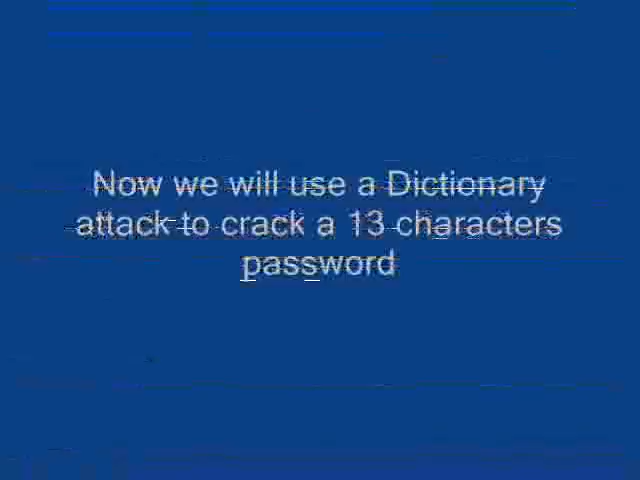 Now we will use a Dictionary
attack to crack a 13 characters
password